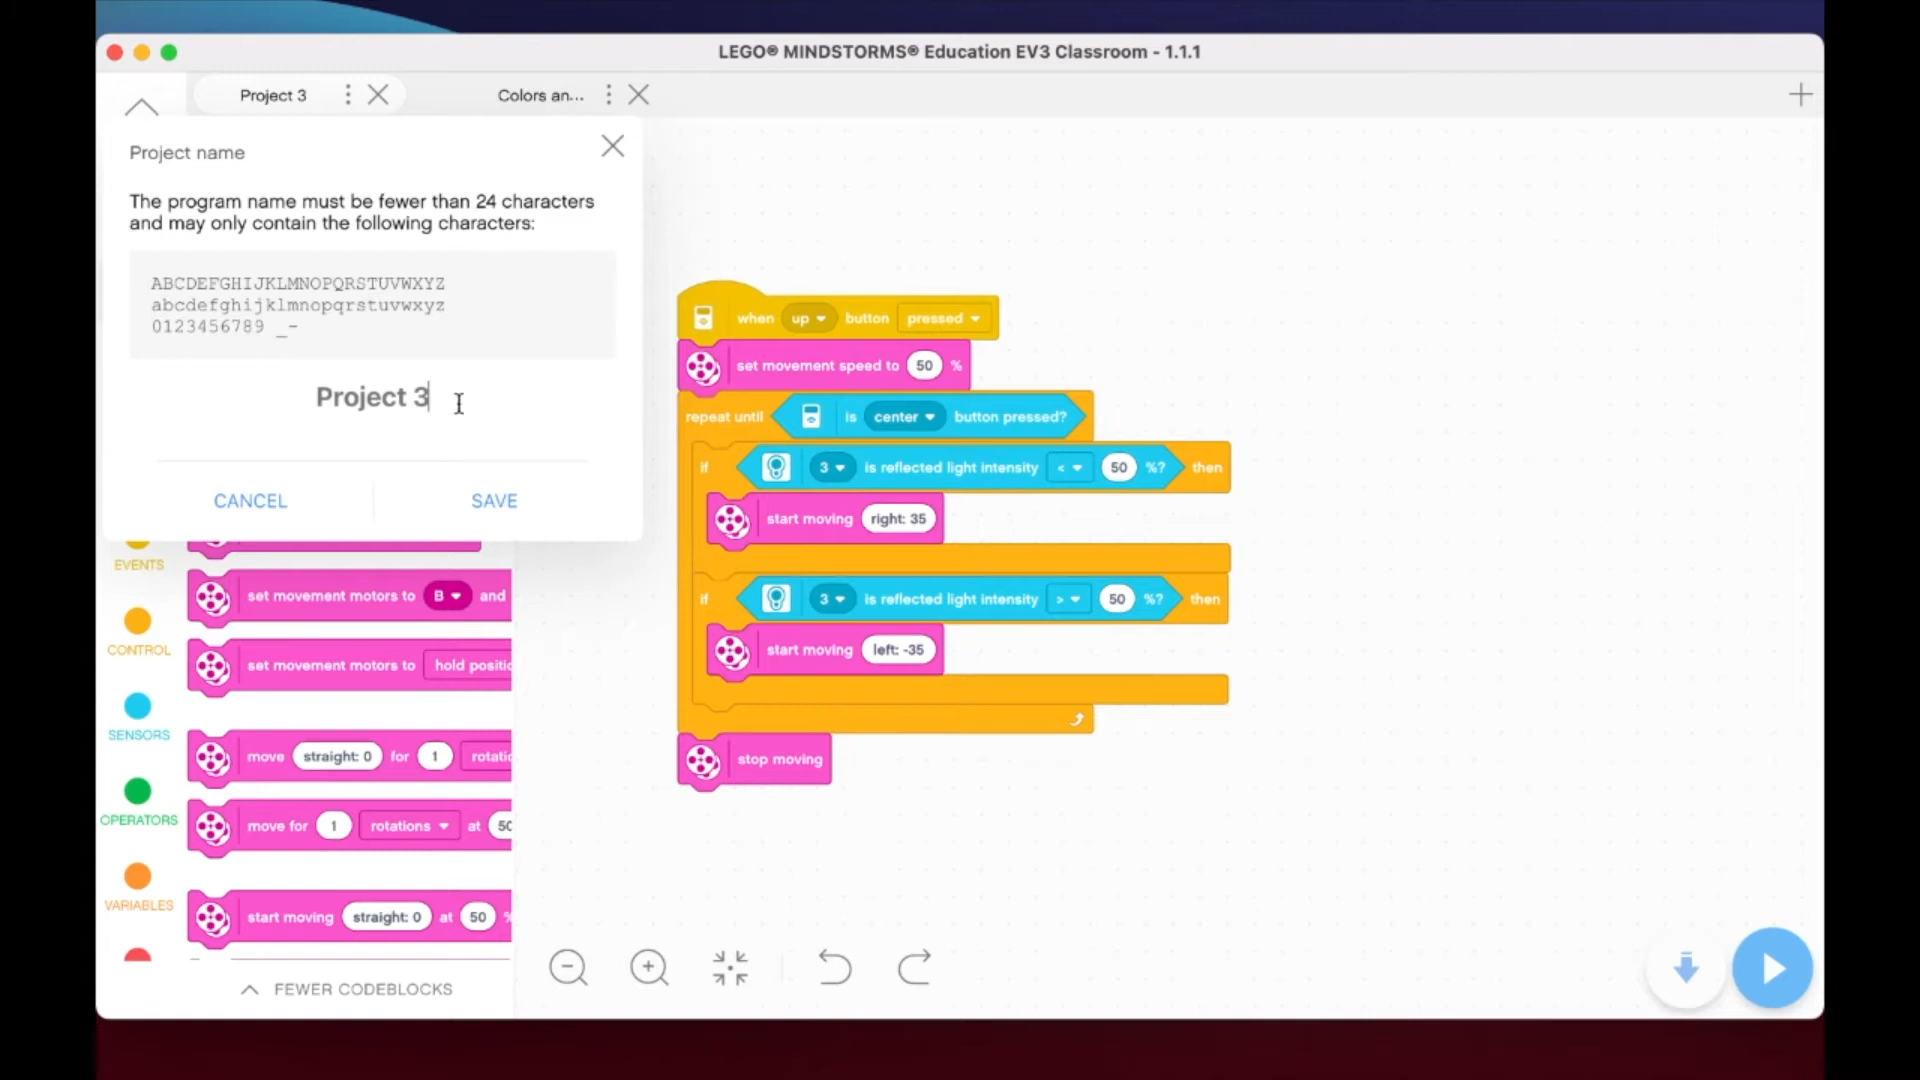 LEGO® MINDSTORMS® Education EV3 Classroom - 1.1.1
Project 3
Colors an...
Project name
The program name must be fewer than 24 characters
and may only contain the following characters:
ABCDEFGHIJKLMNOPQRSTUVWXYZ
abcdefghijklmnopqrstuvwxyz
0123456789 _-
Project 3
CANCEL SAVE
EVENTS
CONTROL
SENSORS
OPERATORS
VARIABLES
set movement motors to B and
set movement motors to hold positic
move straight: 0 for 1 rotatic
move for 1 rotations at 50
start moving straight: 0 at 50 %
FEWER CODEBLOCKS
when up button pressed
set movement speed to 50 %
repeat until is center button pressed?
if 3 is reflected light intensity < 50 %? then
start moving right: 35
if 3 is reflected light intensity > 50 %? then
start moving left: -35
stop moving